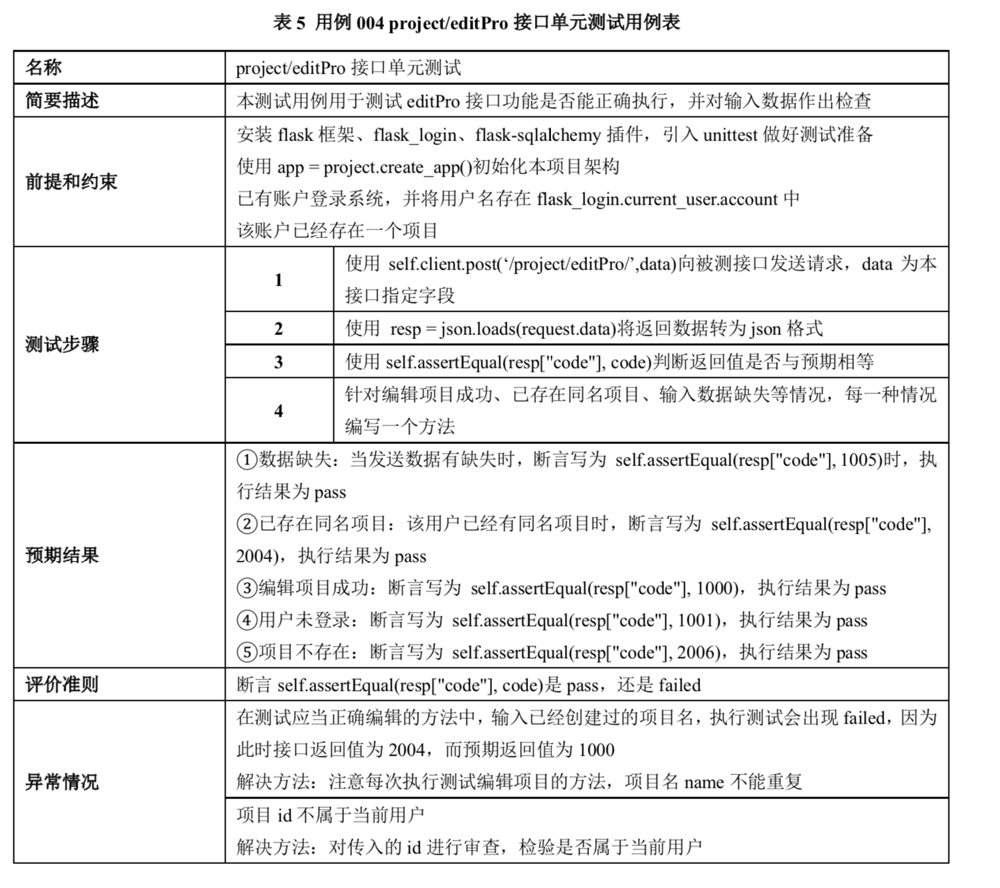 表 5 用例 004 project/editPro 接口单元测试用例表
名称
project/editPro 接口单元测试
简要描述
本测试用例用于测试 editPro 接口功能是否能正确执行，并对输入数据作出检查
前提和约束
安装 flask 框架、flask_login、flask-sqlalchemy 插件，引入 unittest 做好测试准备
使用 app = project.create_app()初始化本项目架构
已有账户登录系统，并将用户名存在 flask_login.current_user.account 中
该账户已经存在一个项目
测试步骤
1
使用 self.client.post(‘/project/editPro/’,data)向被测接口发送请求，data 为本
接口指定字段
2
使用 resp = json.loads(request.data)将返回数据转为 json 格式
3
使用 self.assertEqual(resp["code"], code)判断返回值是否与预期相等
4
针对编辑项目成功、已存在同名项目、输入数据缺失等情况，每一种情况
编写一个方法
预期结果
①数据缺失：当发送数据有缺失时，断言写为 self.assertEqual(resp["code"], 1005)时，执
行结果为 pass
②已存在同名项目：该用户已经有同名项目时，断言写为 self.assertEqual(resp["code"],
2004)，执行结果为 pass
③编辑项目成功：断言写为 self.assertEqual(resp["code"], 1000)，执行结果为 pass
④用户未登录：断言写为 self.assertEqual(resp["code"], 1001)，执行结果为 pass
⑤项目不存在：断言写为 self.assertEqual(resp["code"], 2006)，执行结果为 pass
评价准则
断言 self.assertEqual(resp["code"], code)是 pass，还是 failed
异常情况
在测试应当正确编辑的方法中，输入已经创建过的项目名，执行测试会出现 failed，因为
此时接口返回值为 2004，而预期返回值为 1000
解决方法：注意每次执行测试编辑项目的方法，项目名 name 不能重复
项目 id 不属于当前用户
解决方法：对传入的 id 进行审查，检验是否属于当前用户